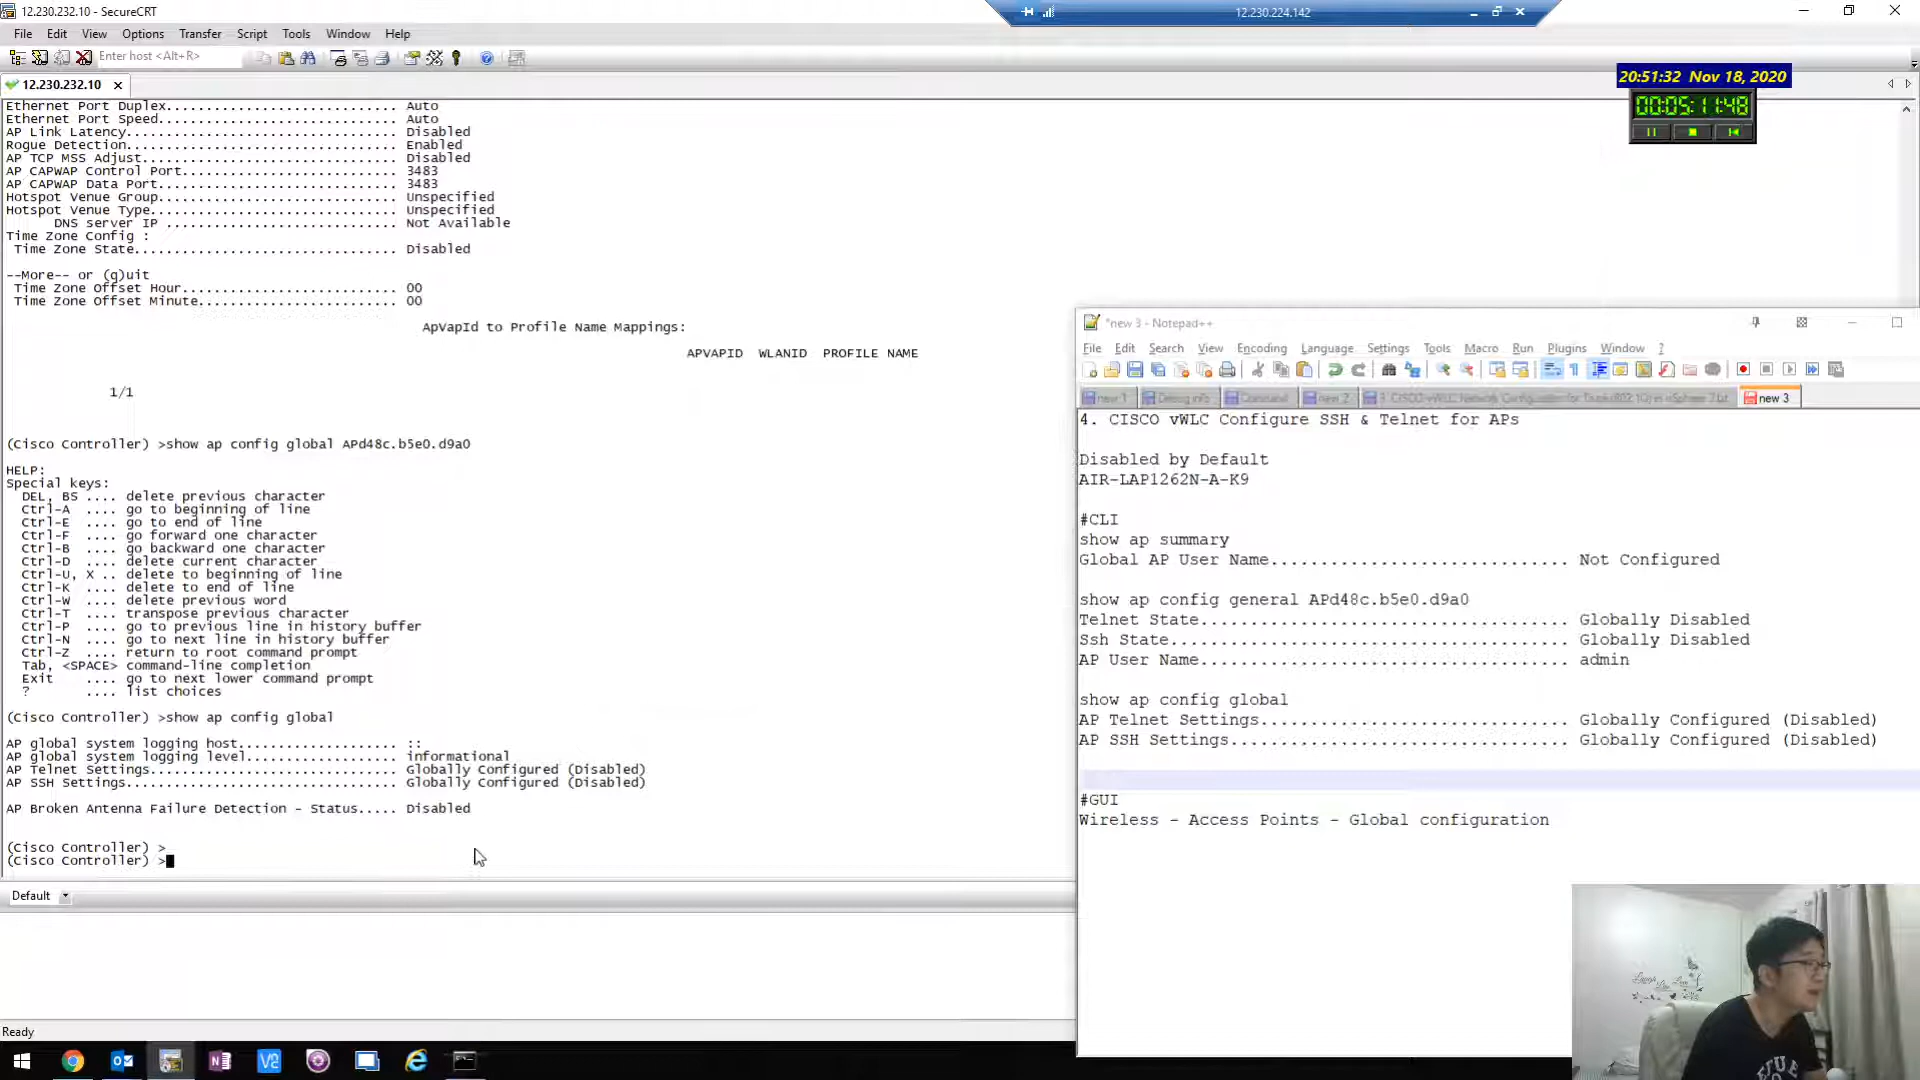 12.230.232.10 - SecureCRT
12.230.224.142
File Edit View Options Transfer Script Tools Window Help
Enter host <Alt+R>
12.230.232.10
20:51:32 Nov 18, 2020
00:05:11:48
Ethernet Port Duplex............................. Auto
Ethernet Port Speed.............................. Auto
AP Link Latency.................................. Disabled
Rogue Detection.................................. Enabled
AP TCP MSS Adjust................................ Disabled
AP CAPWAP Control Port........................... 3483
AP CAPWAP Data Port.............................. 3483
Hotspot Venue Group.............................. Unspecified
Hotspot Venue Type............................... Unspecified
DNS server IP ............................. Not Available
Time Zone Config :
Time Zone State................................. Disabled
--More-- or (q)uit
Time Zone Offset Hour........................... 00
Time Zone Offset Minute......................... 00
ApVapId to Profile Name Mappings:
APVAPID WLANID PROFILE NAME
1/1
(Cisco Controller) >show ap config global APd48c.b5e0.d9a0
HELP:
Special keys:
DEL, BS .... delete previous character
Ctrl-A .... go to beginning of line
Ctrl-E .... go to end of line
Ctrl-F .... go forward one character
Ctrl-B .... go backward one character
Ctrl-D .... delete current character
Ctrl-U, X .. delete to beginning of line
Ctrl-K .... delete to end of line
Ctrl-W .... delete previous word
Ctrl-T .... transpose previous character
Ctrl-P .... go to previous line in history buffer
Ctrl-N .... go to next line in history buffer
Ctrl-Z .... return to root command prompt
Tab, <SPACE> command-line completion
Exit .... go to next lower command prompt
? .... list choices
(Cisco Controller) >show ap config global
AP global system logging host.................... ::
AP global system logging level................... informational
AP Telnet Settings............................... Globally Configured (Disabled)
AP SSH Settings.................................. Globally Configured (Disabled)
AP Broken Antenna Failure Detection - Status..... Disabled
(Cisco Controller) >
(Cisco Controller) >
Default
Ready
*new 3 - Notepad++
File Edit Search View Encoding Language Settings Tools Macro Run Plugins Window ?
new 1 Debug info Command new 2 new 3
4. CISCO vWLC Configure SSH & Telnet for APs
Disabled by Default
AIR-LAP1262N-A-K9
#CLI
show ap summary
Global AP User Name.............................. Not Configured
show ap config general APd48c.b5e0.d9a0
Telnet State..................................... Globally Disabled
Ssh State........................................ Globally Disabled
AP User Name..................................... admin
show ap config global
AP Telnet Settings............................... Globally Configured (Disabled)
AP SSH Settings.................................. Globally Configured (Disabled)
#GUI
Wireless - Access Points - Global configuration